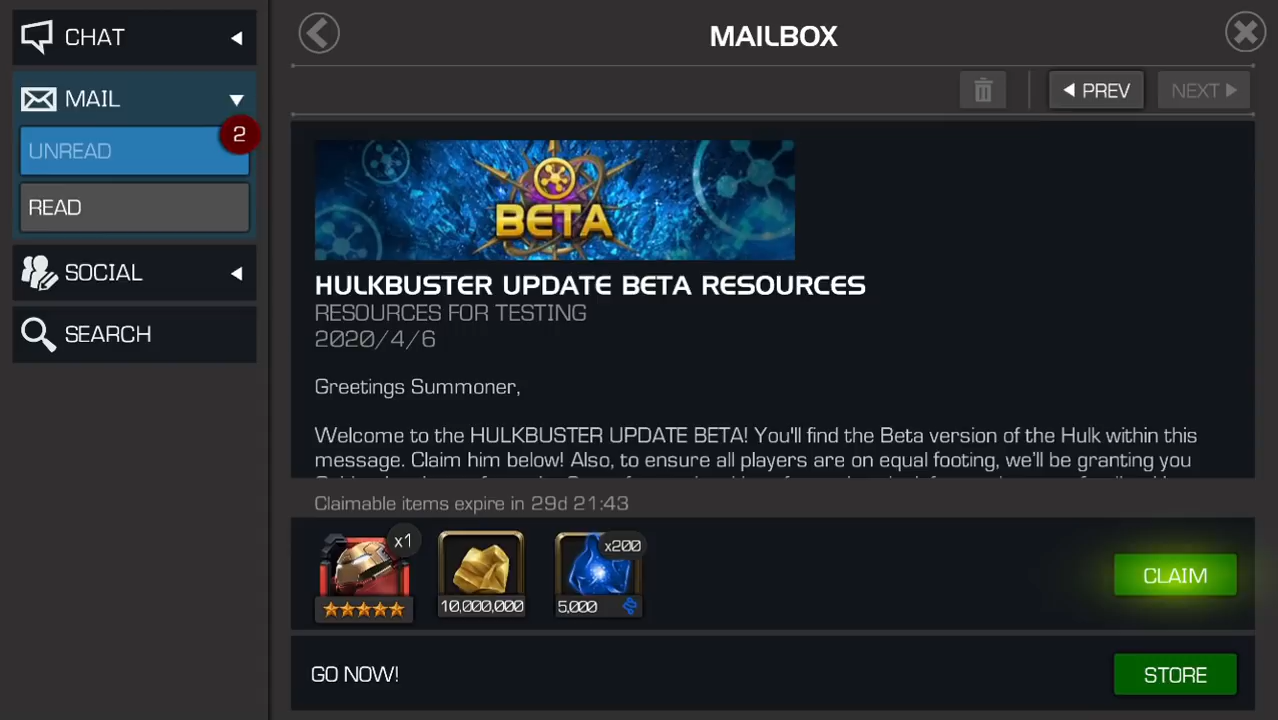 CHAT
MAILBOX
MAIL
PREV
NEXT
2
UNREAD
READ
BETA
SOCIAL
HULKBUSTER UPDATE BETA RESOURCES
RESOURCES FOR TESTING
2020/4/6
SEARCH
Greetings Summoner,
Welcome to the HULKBUSTER UPDATE BETA! You'll find the Beta version of the Hulk within this
message. Claim him below! Also, to ensure all players are on equal footing, we'll be granting you
Claimable items expire in 29d 21:43
x1
x200
10,000,000
5,000
CLAIM
GO NOW!
STORE